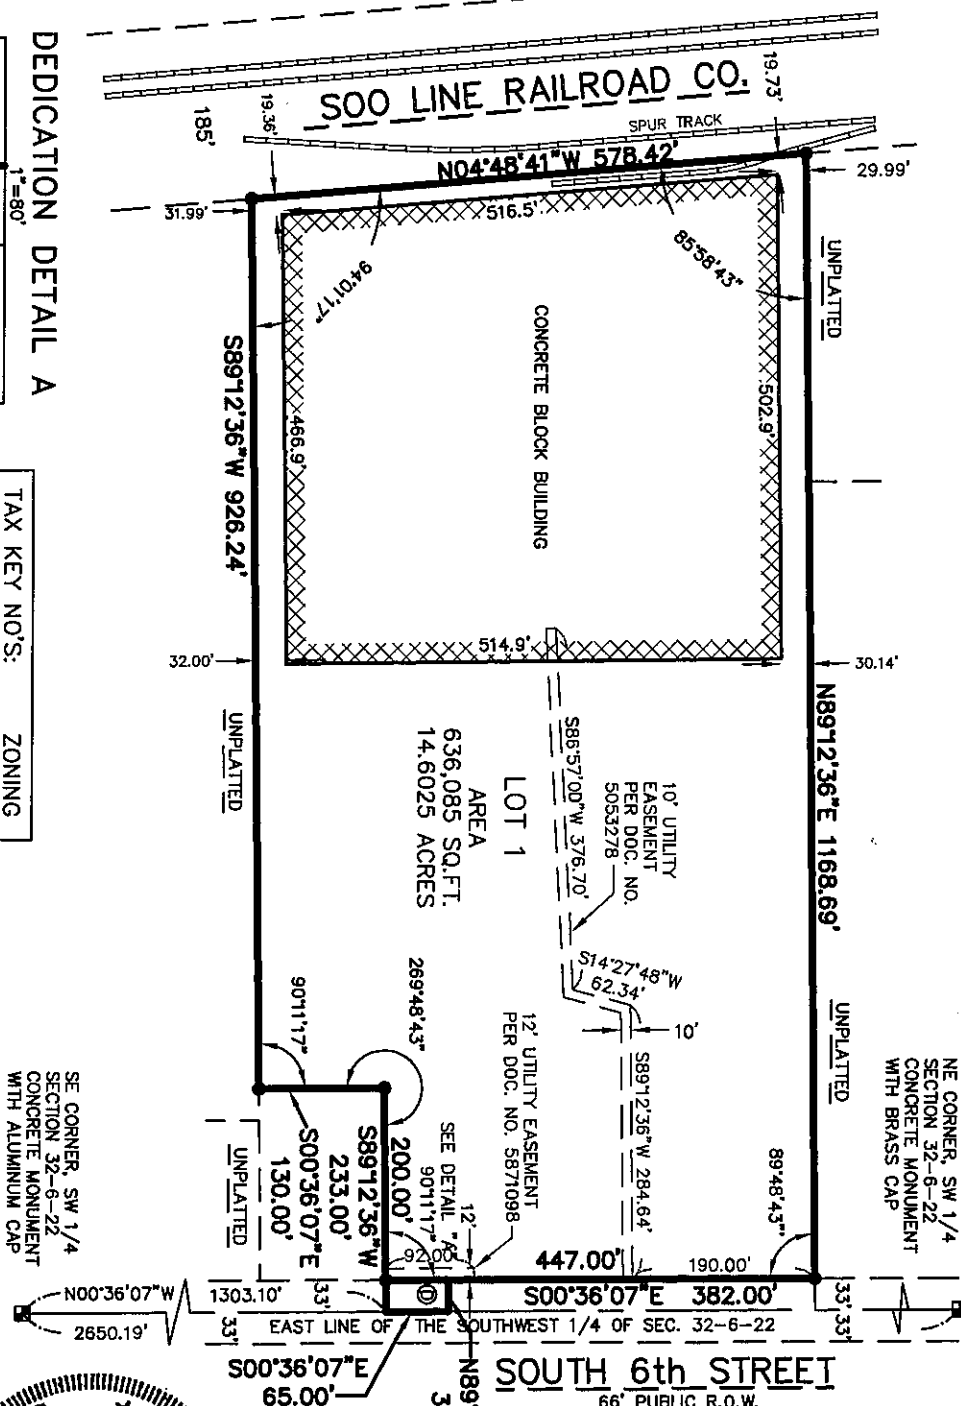 SOO LINE RAILROAD CO.
SPUR TRACK
19.73'
19.36'
185'
N04°48'41"W 578.42'
29.99'
31.99'
516.5'
94°01'17"
85°58'43"
UNPLATTED
CONCRETE BLOCK BUILDING
502.9'
466.9'
514.9'
S89°12'36"W 926.24'
32.00'
30.14'
N89°12'36"E 1168.69'
UNPLATTED
LOT 1
AREA
636,085 SQ.FT.
14.6025 ACRES
S86°57'00"W 376.70'
10' UTILITY
EASEMENT
PER DOC. NO.
5053278
S14°27'48"W
62.34'
10'
S89°12'36"W 284.64'
UNPLATTED
12' UTILITY EASEMENT
PER DOC. NO. 5871098
269°48'43"
90°11'17"
SEE DETAIL "A"
90°11'17"
12'
92.00'
89°48'43"
S89°12'36"W
200.00'
233.00'
S00°36'07"E
130.00'
UNPLATTED
447.00'
190.00'
S00°36'07"E 382.00'
NE CORNER, SW 1/4
SECTION 32-6-22
CONCRETE MONUMENT
WITH BRASS CAP
SE CORNER, SW 1/4
SECTION 32-6-22
CONCRETE MONUMENT
WITH ALUMINUM CAP
N00°36'07"W
2650.19'
1303.10'
33'
33'
33'
33'
EAST LINE OF THE SOUTHWEST 1/4 OF SEC. 32-6-22
S00°36'07"E
65.00'
N89°
3
SOUTH 6th STREET
66' PUBLIC R.O.W.
DEDICATION DETAIL A
1"=80'
TAX KEY NO'S: ZONING